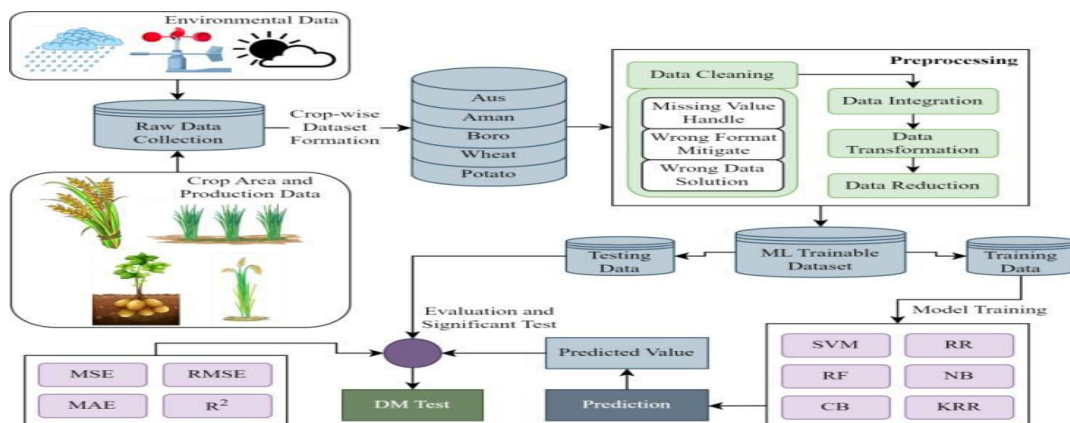 Environmental Data
Raw Data
Collection
Crop-wise
Dataset
Formation
Aus
Aman
Boro
Wheat
Potato
Preprocessing
Data Cleaning
Missing Value
Handle
Wrong Format
Mitigate
Wrong Data
Solution
Data Integration
Data
Transformation
Data Reduction
Crop Area and
Production Data
Testing
Data
ML Trainable
Dataset
Training
Data
Evaluation and
Significant Test
Model Training
MSE
RMSE
MAE
R²
DM Test
Predicted Value
Prediction
SVM
RR
RF
NB
CB
KRR